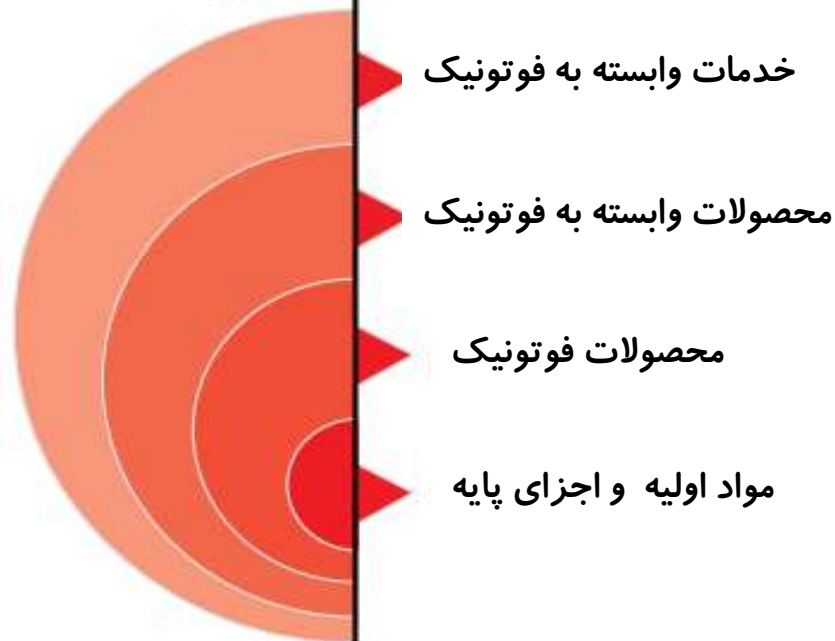 خدمات وابسته به فوتونیک
محصولات وابسته به فوتونیک
محصولات فوتونیک
مواد اولیه و اجزای پایه